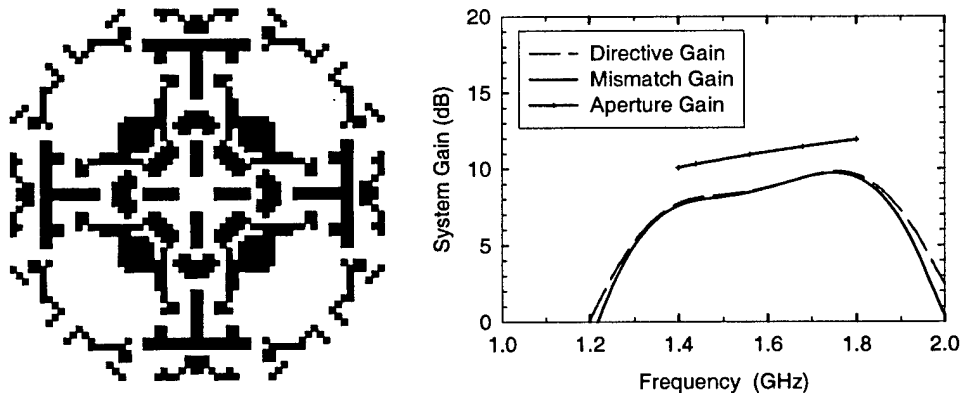 20
15
10
5
0
System Gain (dB)
Directive Gain
Mismatch Gain
Aperture Gain
1.0 1.2 1.4 1.6 1.8 2.0
Frequency (GHz)